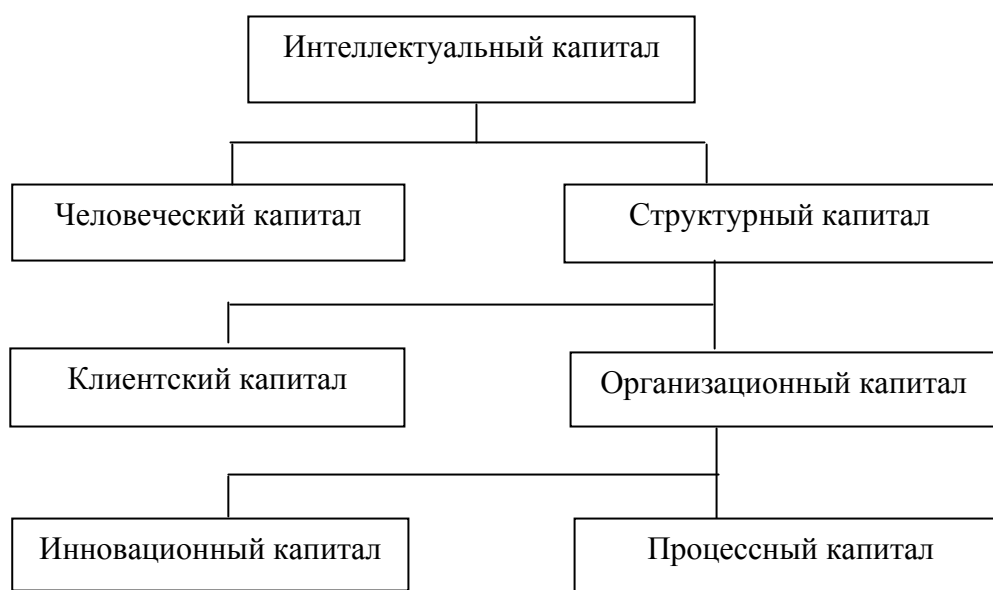 Интеллектуальный капитал
Человеческий капитал
Структурный капитал
Клиентский капитал
Организационный капитал
Инновационный капитал
Процессный капитал